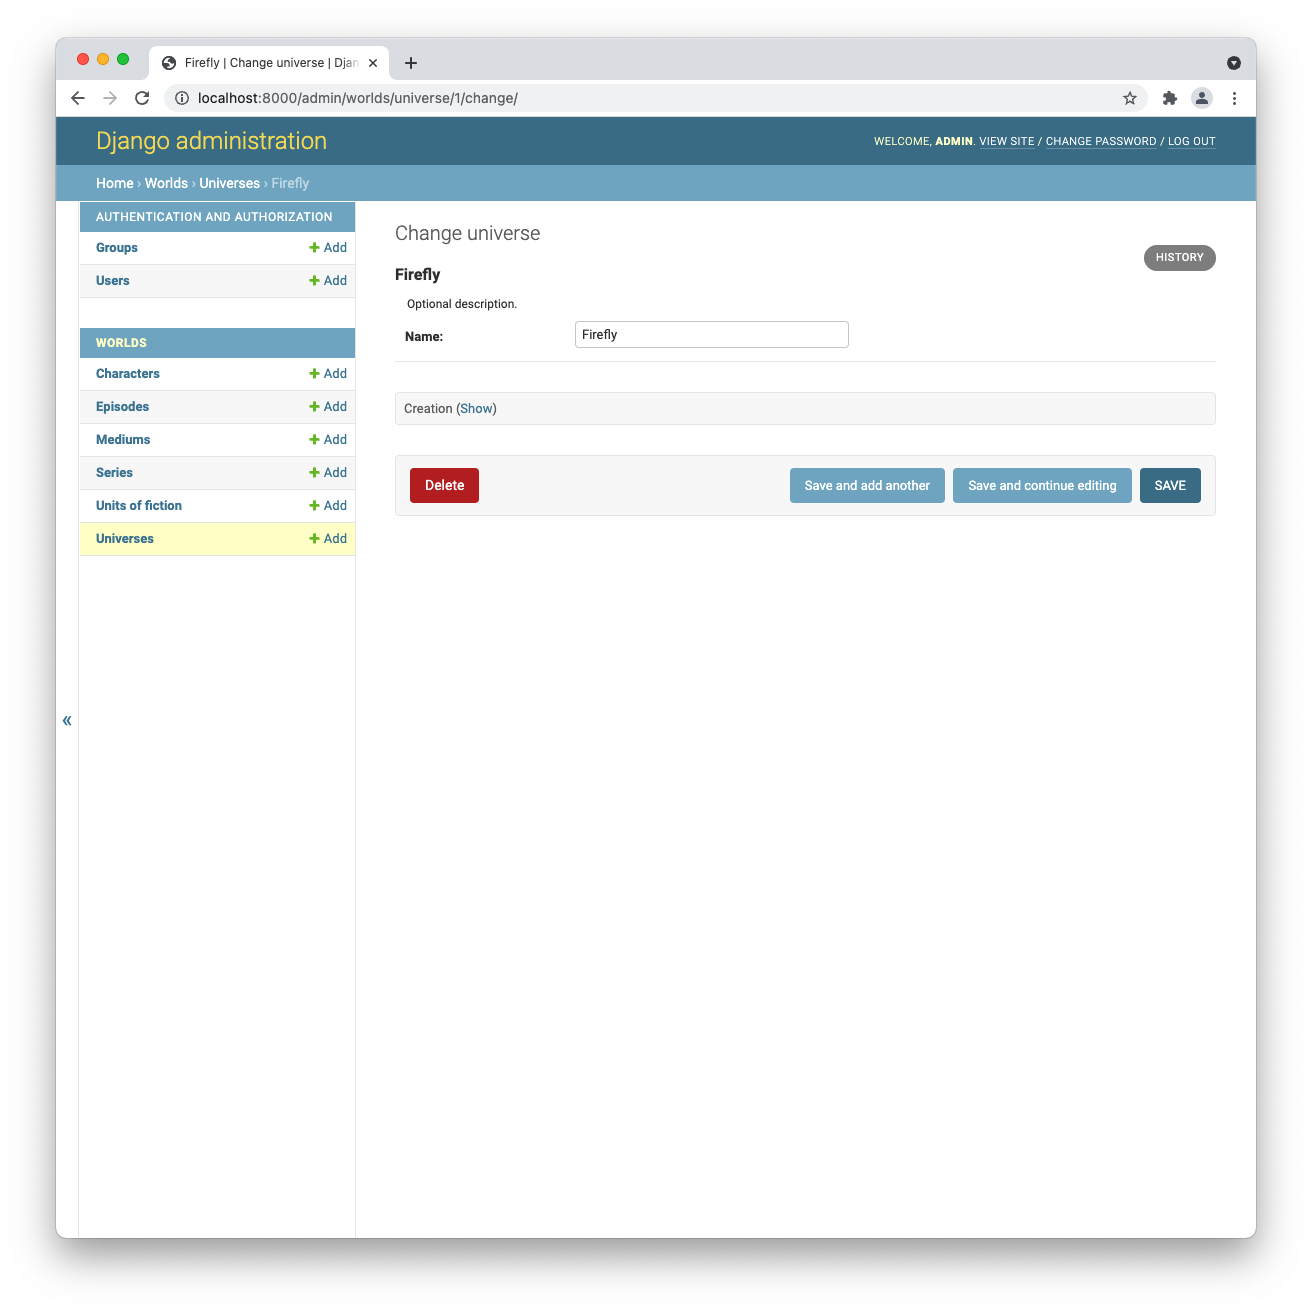 Firefly | Change universe | Djan
localhost:8000/admin/worlds/universe/1/change/
Django administration
WELCOME, ADMIN. VIEW SITE / CHANGE PASSWORD / LOG OUT
Home › Worlds › Universes › Firefly
AUTHENTICATION AND AUTHORIZATION
Groups Add
Users Add
WORLDS
Characters Add
Episodes Add
Mediums Add
Series Add
Units of fiction Add
Universes Add
«
Change universe
HISTORY
Firefly
Optional description.
Name: Firefly
Creation (Show)
Delete Save and add another Save and continue editing SAVE